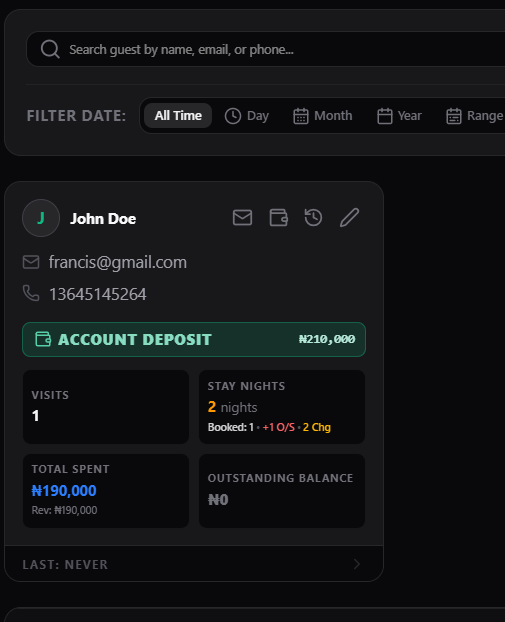 Search guest by name, email, or phone...
FILTER DATE: All Time Day Month Year Range
J John Doe
francis@gmail.com
13645145264
ACCOUNT DEPOSIT ₦210,000
VISITS
1
STAY NIGHTS
2 nights
Booked: 1 • +1 O/S • 2 Chg
TOTAL SPENT
₦190,000
Rev: ₦190,000
OUTSTANDING BALANCE
₦0
LAST: NEVER